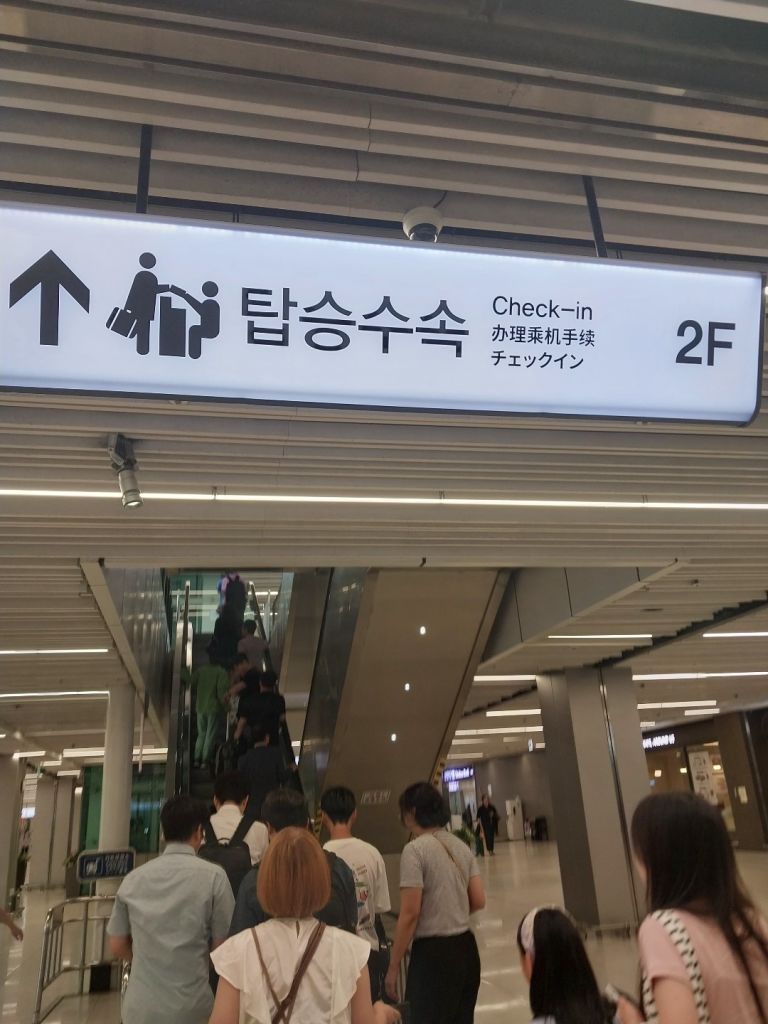 탑승수속
Check-in
办理乘机手续
チェックイン
2F